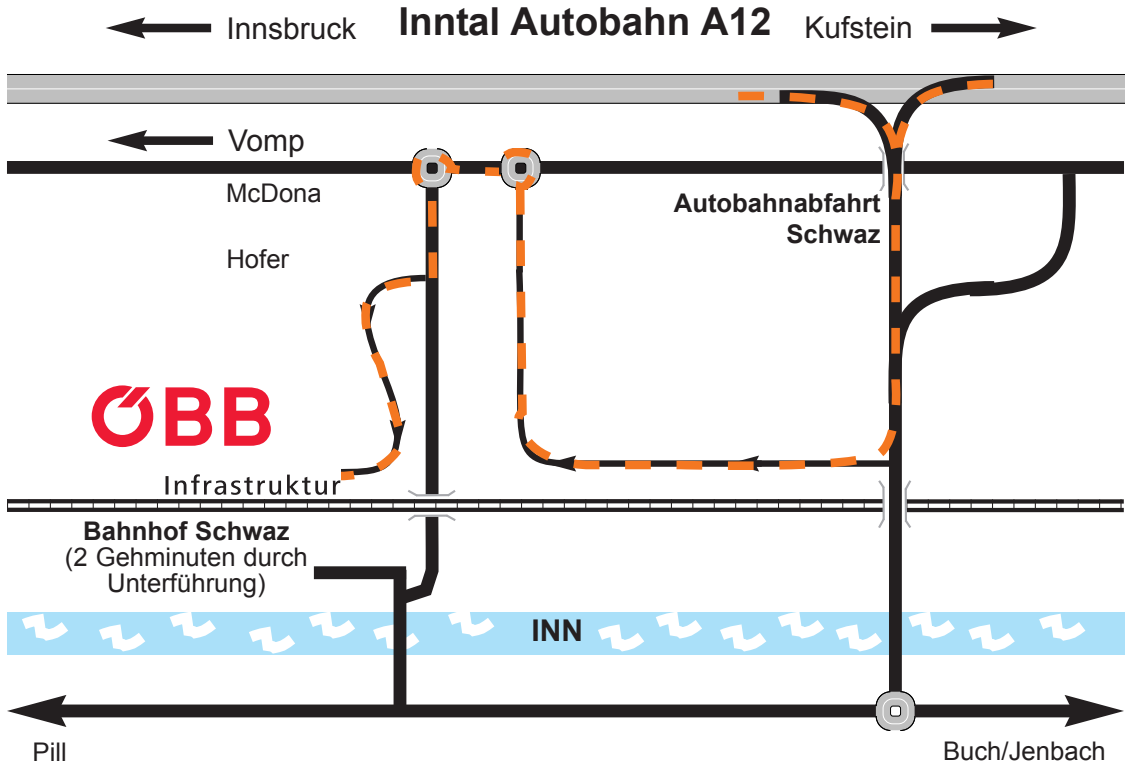 Innsbruck Inntal Autobahn A12 Kufstein
Vomp
McDona
Hofer
Autobahnabfahrt
Schwaz
ÖBB
Infrastruktur
Bahnhof Schwaz
(2 Gehminuten durch
Unterführung)
INN
Pill
Buch/Jenbach